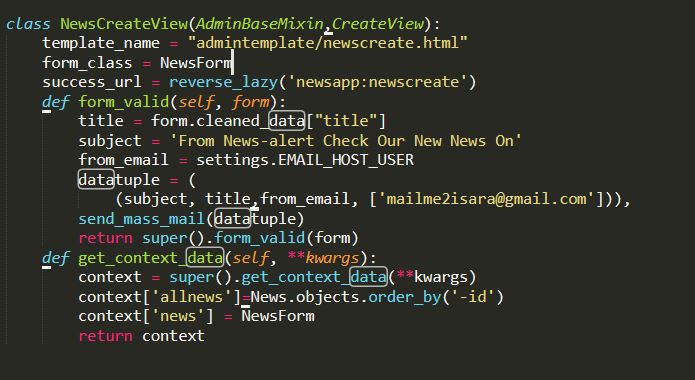 class NewsCreateView(AdminBaseMixin,CreateView):
    template_name = "admintemplate/newscreate.html"
    form_class = NewsForm
    success_url = reverse_lazy('newsapp:newscreate')
    def form_valid(self, form):
        title = form.cleaned_data["title"]
        subject = 'From News-alert Check Our New News On'
        from_email = settings.EMAIL_HOST_USER
        datatuple = (
            (subject, title,from_email, ['mailme2isara@gmail.com'])),
        send_mass_mail(datatuple)
        return super().form_valid(form)
    def get_context_data(self, **kwargs):
        context = super().get_context_data(**kwargs)
        context['allnews']=News.objects.order_by('-id')
        context['news'] = NewsForm
        return context